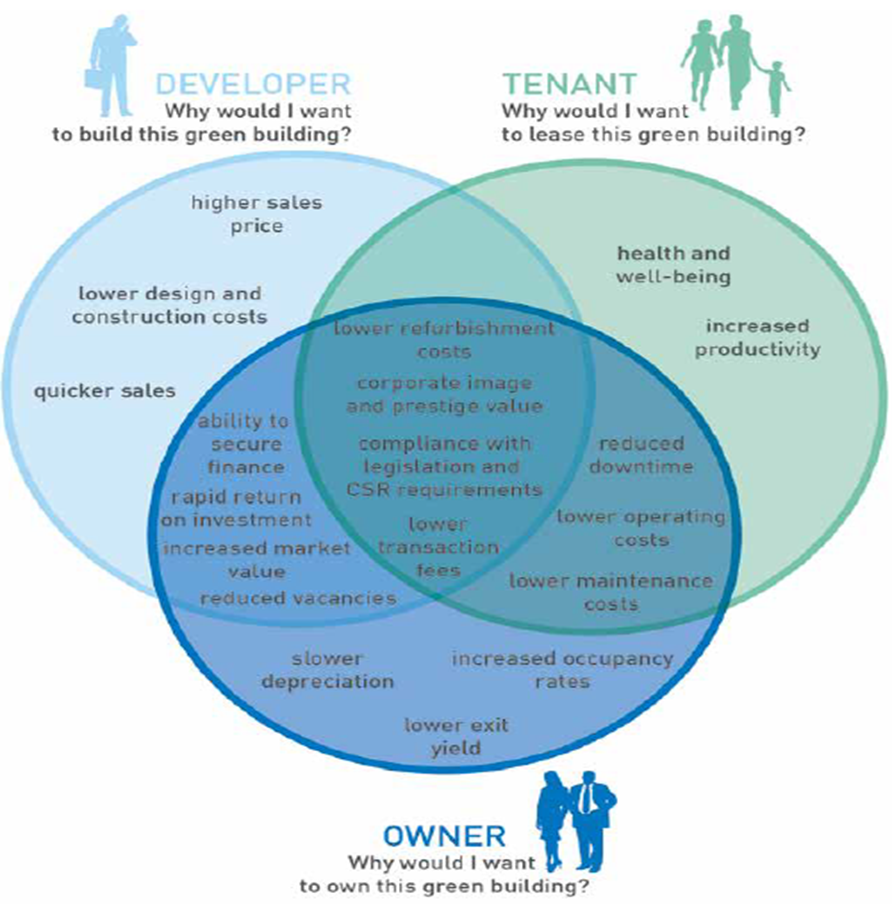 DEVELOPER
Why would I want
to build this green building?
TENANT
Why would I want
to lease this green building?
higher sales
price
lower design and
construction costs
quicker sales
health and
well-being
increased
productivity
lower refurbishment
costs
corporate image
and prestige value
compliance with
legislation and
CSR requirements
lower
transaction
fees
ability to
secure
finance
rapid return
on investment
increased market
value
reduced vacancies
reduced
downtime
lower operating
costs
lower maintenance
costs
slower
depreciation
increased occupancy
rates
lower exit
yield
OWNER
Why would I want
to own this green building?